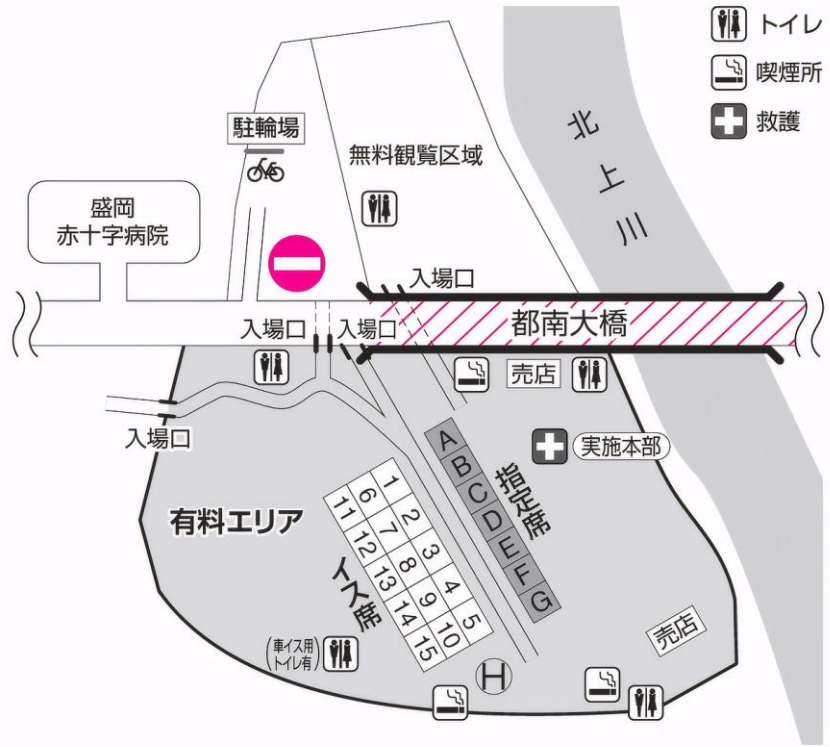 トイレ
喫煙所
救護
北上川
駐輪場
無料観覧区域
盛岡
赤十字病院
入場口
入場口
入場口
都南大橋
売店
入場口
実施本部
有料エリア
指定席
A
B
C
D
E
F
G
イス席
1
2
3
4
5
6
7
8
9
10
11
12
13
14
15
売店
(車イス用
トイレ有)
H